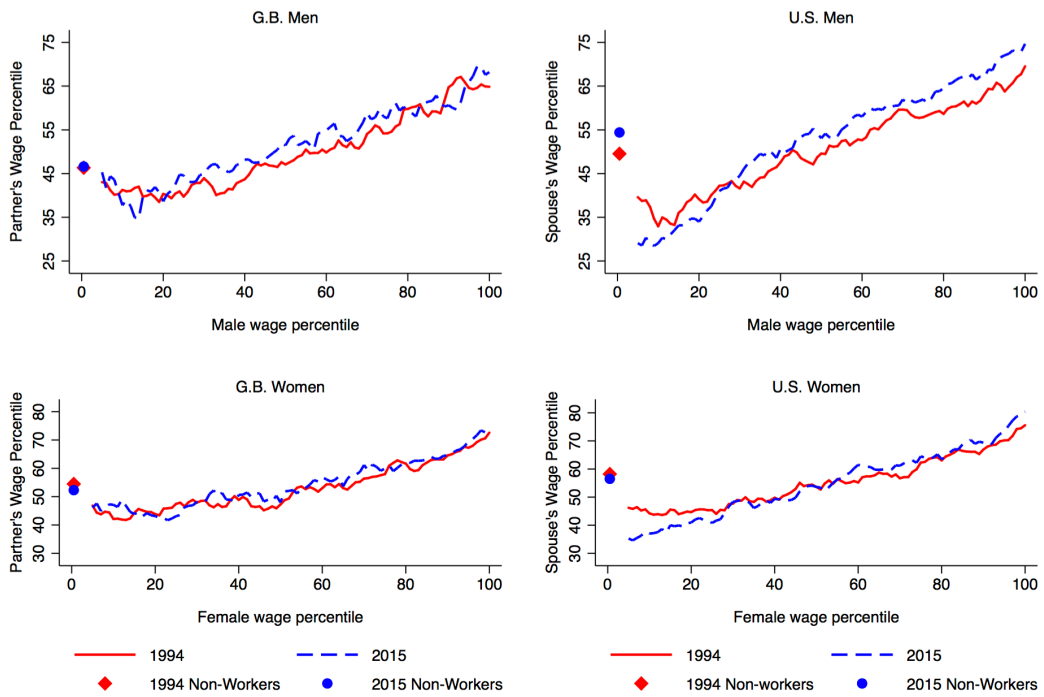 G.B. Men
Partner's Wage Percentile
75
65
55
45
35
25
0 20 40 60 80 100
Male wage percentile
U.S. Men
Spouse's Wage Percentile
75
65
55
45
35
25
0 20 40 60 80 100
Male wage percentile
G.B. Women
Partner's Wage Percentile
80
70
60
50
40
30
0 20 40 60 80 100
Female wage percentile
1994 2015
1994 Non-Workers 2015 Non-Workers
U.S. Women
Spouse's Wage Percentile
80
70
60
50
40
30
0 20 40 60 80 100
Female wage percentile
1994 2015
1994 Non-workers 2015 Non-Workers